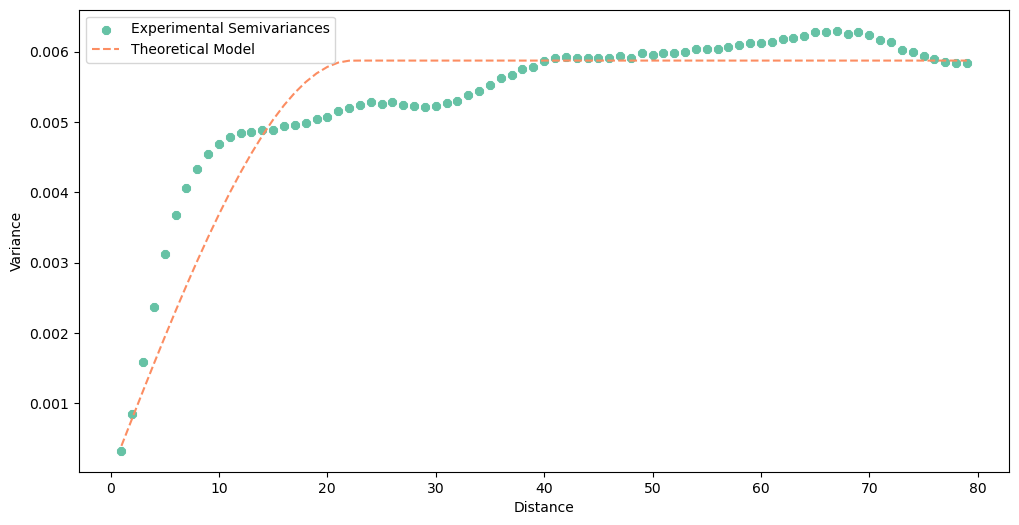 Experimental Semivariances
Theoretical Model
0.006
0.005
0.004
0.003
0.002
0.001
Variance
0 10 20 30 40 50 60 70 80
Distance